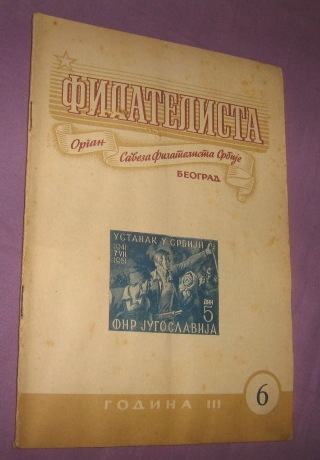 ФИЛАТЕЛИСТА
Орган Савеза филателиста Србије
БЕОГРАД
УСТАНАК У СРБИЈИ
1941
7 VII
1951
ДИН
5
ФНР ЈУГОСЛАВИЈА
ГОДИНА III 6